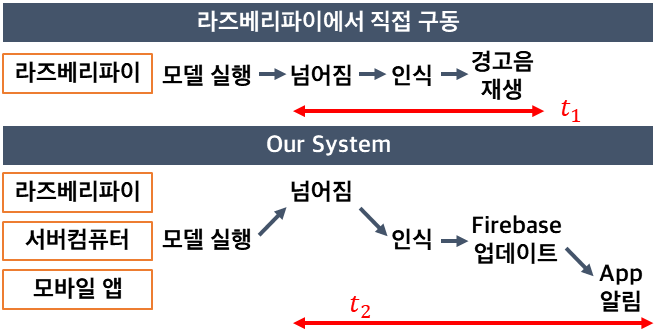 라즈베리파이에서 직접 구동
라즈베리파이 모델 실행 넘어짐 인식 경고음
재생
t₁
Our System
라즈베리파이 넘어짐
서버컴퓨터 모델 실행 인식 Firebase
업데이트
모바일 앱 App
알림
t₂